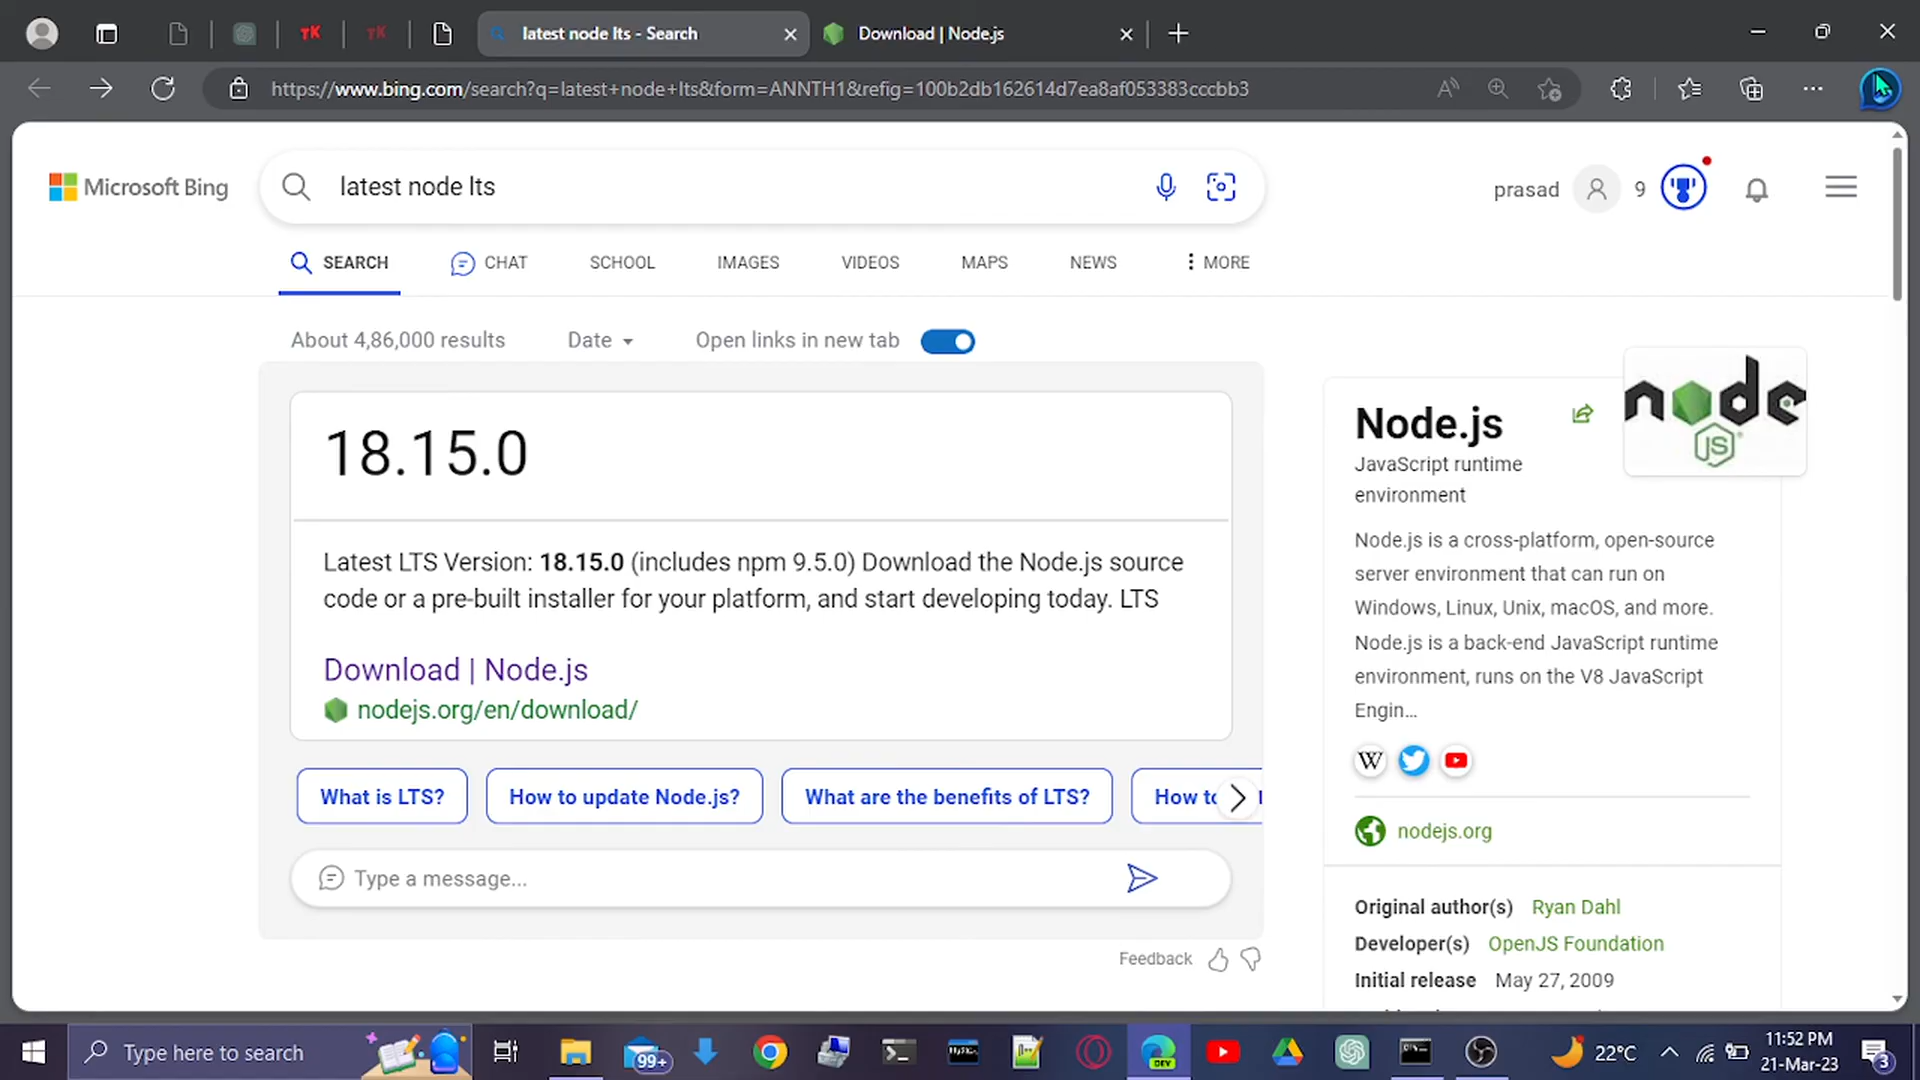 latest node lts - Search
Download | Node.js
https://www.bing.com/search?q=latest+node+lts&form=ANNTH1&refig=100b2db162614d7ea8af053383cccbb3
Microsoft Bing
latest node lts
prasad
9
SEARCH
CHAT
SCHOOL
IMAGES
VIDEOS
MAPS
NEWS
MORE
About 4,86,000 results
Date
Open links in new tab
18.15.0
Latest LTS Version: 18.15.0 (includes npm 9.5.0) Download the Node.js source
code or a pre-built installer for your platform, and start developing today. LTS
Download | Node.js
nodejs.org/en/download/
What is LTS?
How to update Node.js?
What are the benefits of LTS?
How to
Type a message...
Feedback
Node.js
node
JS
JavaScript runtime
environment
Node.js is a cross-platform, open-source
server environment that can run on
Windows, Linux, Unix, macOS, and more.
Node.js is a back-end JavaScript runtime
environment, runs on the V8 JavaScript
Engin...
W
nodejs.org
Original author(s) Ryan Dahl
Developer(s) OpenJS Foundation
Initial release May 27, 2009
Type here to search
99+
DEV
22°C
11:52 PM
21-Mar-23
3